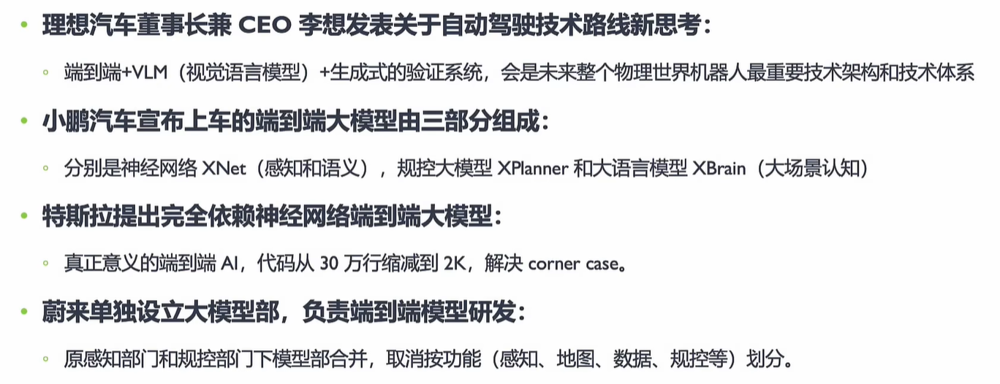 理想汽车董事长兼 CEO 李想发表关于自动驾驶技术路线新思考：
端到端+VLM（视觉语言模型）+生成式的验证系统，会是未来整个物理世界机器人最重要技术架构和技术体系
小鹏汽车宣布上车的端到端大模型由三部分组成：
分别是神经网络 XNet（感知和语义），规控大模型 XPlanner 和大语言模型 XBrain（大场景认知）
特斯拉提出完全依赖神经网络端到端大模型：
真正意义的端到端 AI，代码从 30 万行缩减到 2K，解决 corner case。
蔚来单独设立大模型部，负责端到端模型研发：
原感知部门和规控部门下模型部合并，取消按功能（感知、地图、数据、规控等）划分。